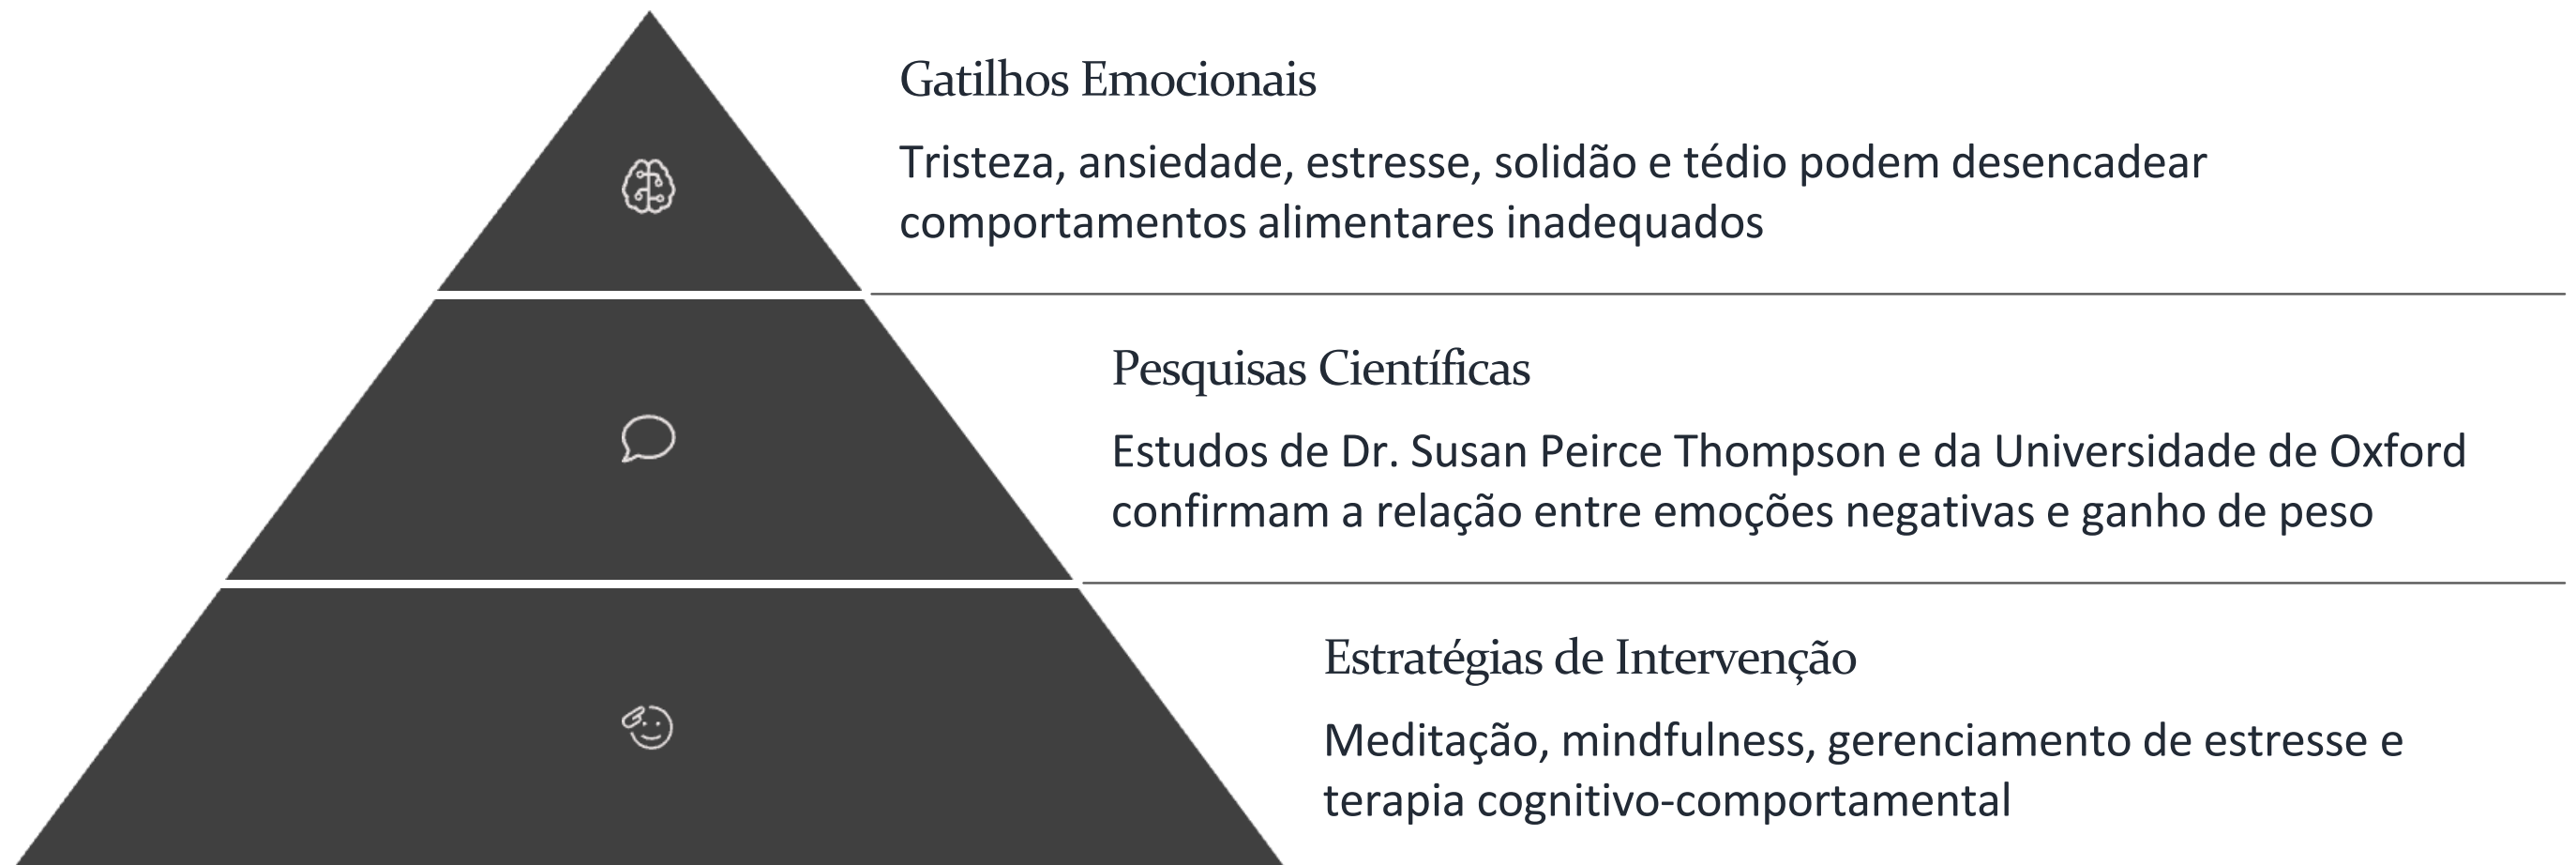 Gatilhos Emocionais
Tristeza, ansiedade, estresse, solidão e tédio podem desencadear
comportamentos alimentares inadequados
Pesquisas Científicas
Estudos de Dr. Susan Peirce Thompson e da Universidade de Oxford
confirmam a relação entre emoções negativas e ganho de peso
Estratégias de Intervenção
Meditação, mindfulness, gerenciamento de estresse e
terapia cognitivo-comportamental